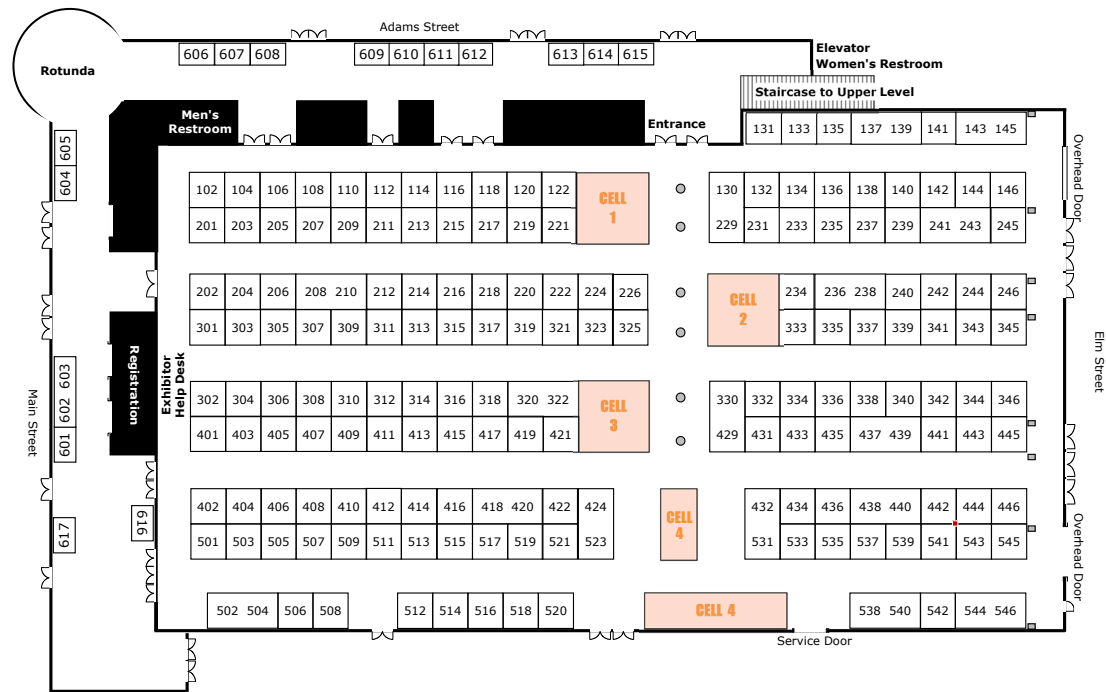 Adams Street
606 607 608
609 610 611 612
613 614 615
Elevator
Women's Restroom
Rotunda
Staircase to Upper Level
Men's
Restroom
Entrance
131 133 135 137 139 141 143 145
605
604
Overhead Door
102 104 106 108 110 112 114 116 118 120 122
CELL
1
130 132 134 136 138 140 142 144 146
201 203 205 207 209 211 213 215 217 219 221
229 231 233 235 237 239 241 243 245
202 204 206 208 210 212 214 216 218 220 222 224 226
CELL
2
234 236 238 240 242 244 246
301 303 305 307 309 311 313 315 317 319 321 323 325
333 335 337 339 341 343 345
Registration
Exhibitor
Help Desk
Elm Street
Main Street
603
602
601
302 304 306 308 310 312 314 316 318 320 322
CELL
3
330 332 334 336 338 340 342 344 346
401 403 405 407 409 411 413 415 417 419 421
429 431 433 435 437 439 441 443 445
616
617
402 404 406 408 410 412 414 416 418 420 422 424
CELL
4
432 434 436 438 440 442 444 446
501 503 505 507 509 511 513 515 517 519 521 523
531 533 535 537 539 541 543 545
Overhead Door
502 504 506 508
512 514 516 518 520
CELL 4
538 540 542 544 546
Service Door